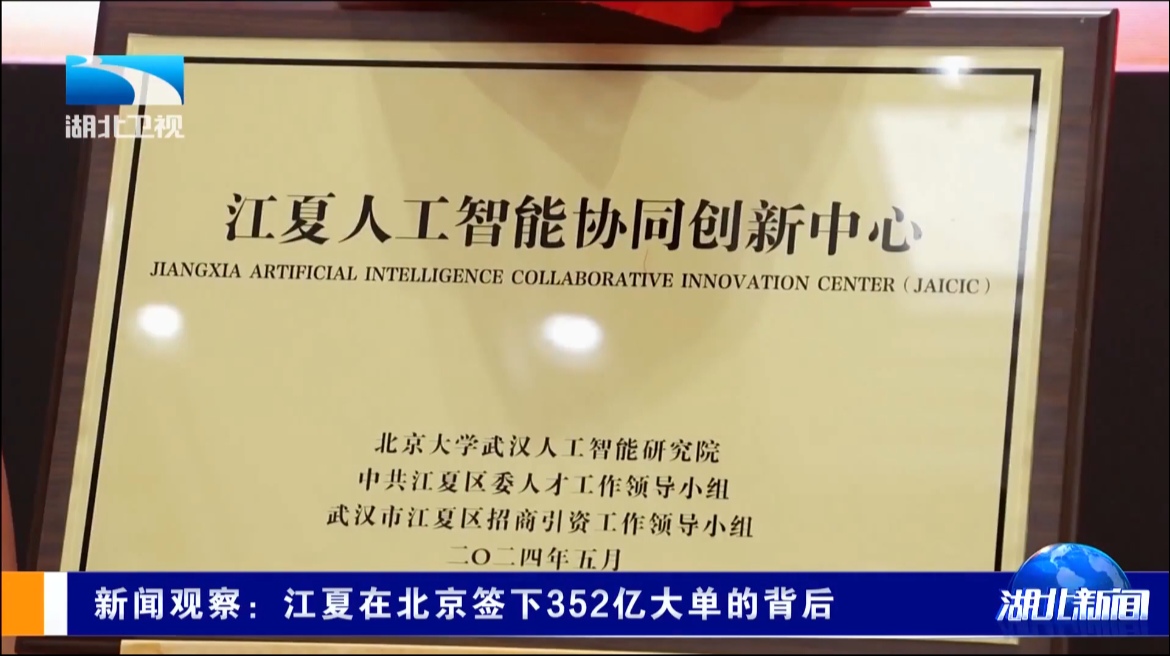 湖北卫视
江夏人工智能协同创新中心
JIANGXIA ARTIFICIAL INTELLIGENCE COLLABORATIVE INNOVATION CENTER（JAICIC）
北京大学武汉人工智能研究院
中共江夏区委人才工作领导小组
武汉市江夏区招商引资工作领导小组
二〇二四年五月
新闻观察：江夏在北京签下352亿大单的背后
湖北新闻